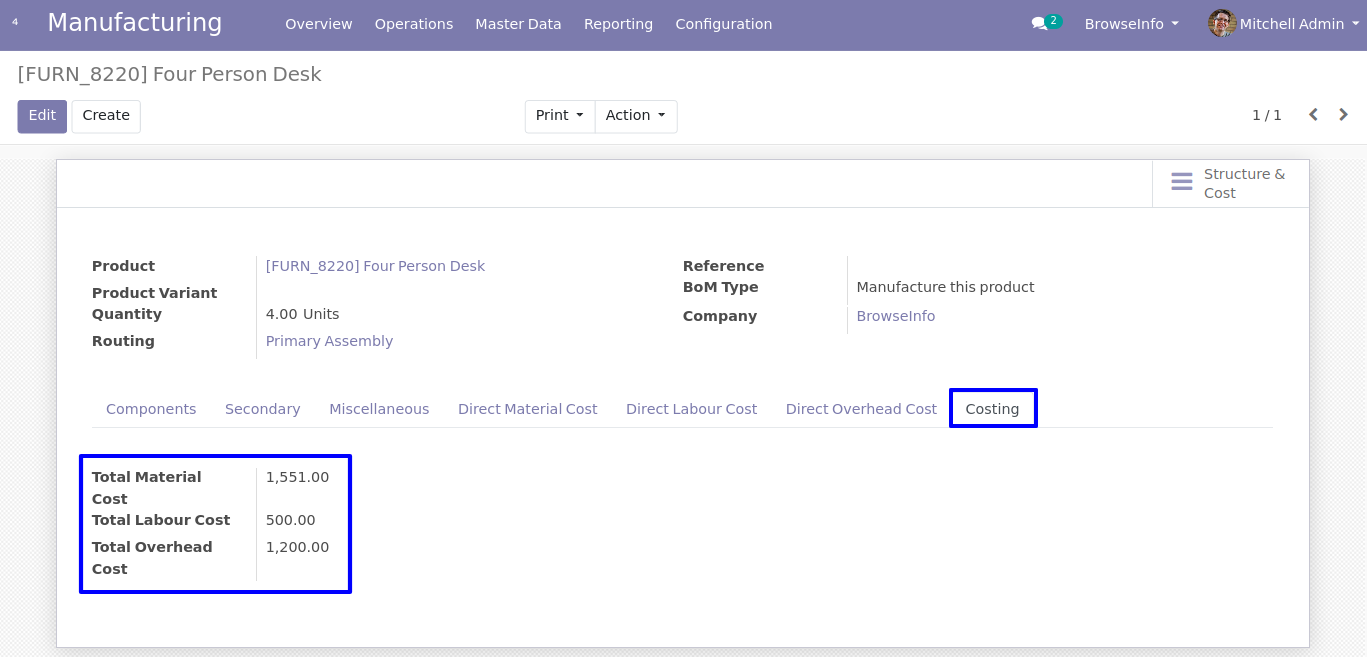 4 Manufacturing Overview Operations Master Data Reporting Configuration 2 BrowseInfo Mitchell Admin
[FURN_8220] Four Person Desk
Edit Create Print Action 1 / 1
Structure &
Cost
Product [FURN_8220] Four Person Desk
Product Variant
Quantity 4.00 Units
Routing Primary Assembly
Reference
BoM Type Manufacture this product
Company BrowseInfo
Components Secondary Miscellaneous Direct Material Cost Direct Labour Cost Direct Overhead Cost Costing
Total Material 1,551.00
Cost
Total Labour Cost 500.00
Total Overhead 1,200.00
Cost